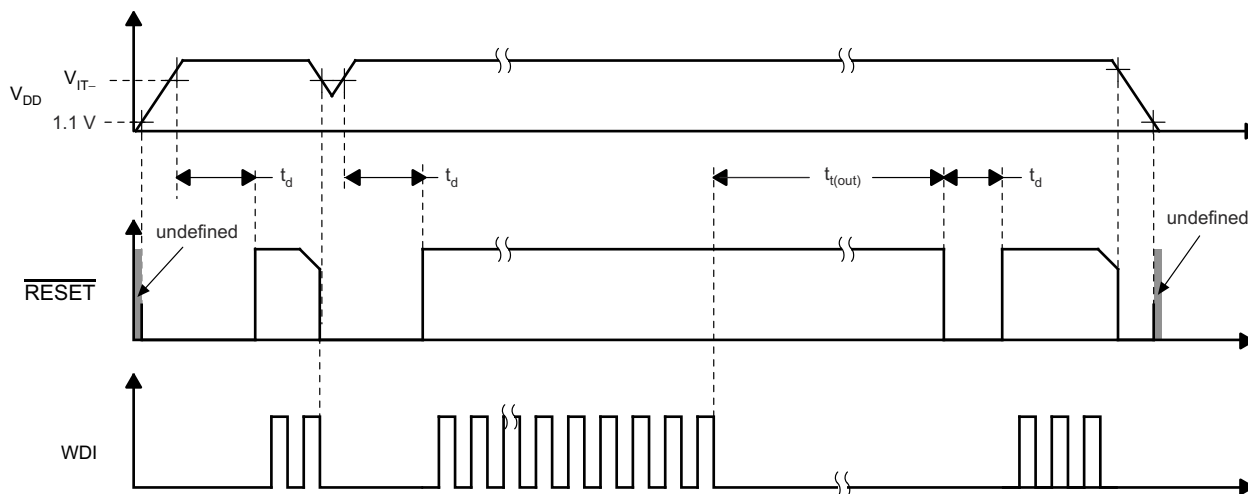 V_IT–
V_DD
1.1 V
t_d
t_d
t_t(out)
t_d
undefined
undefined
RESET
WDI